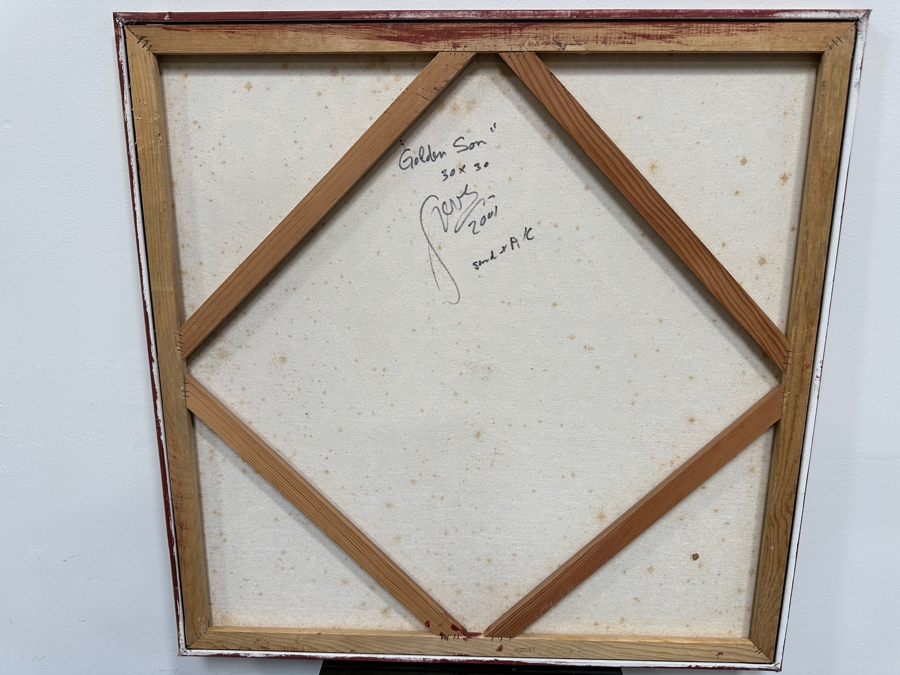 "Golden Son"
30 x 30
2001
sand + A/C